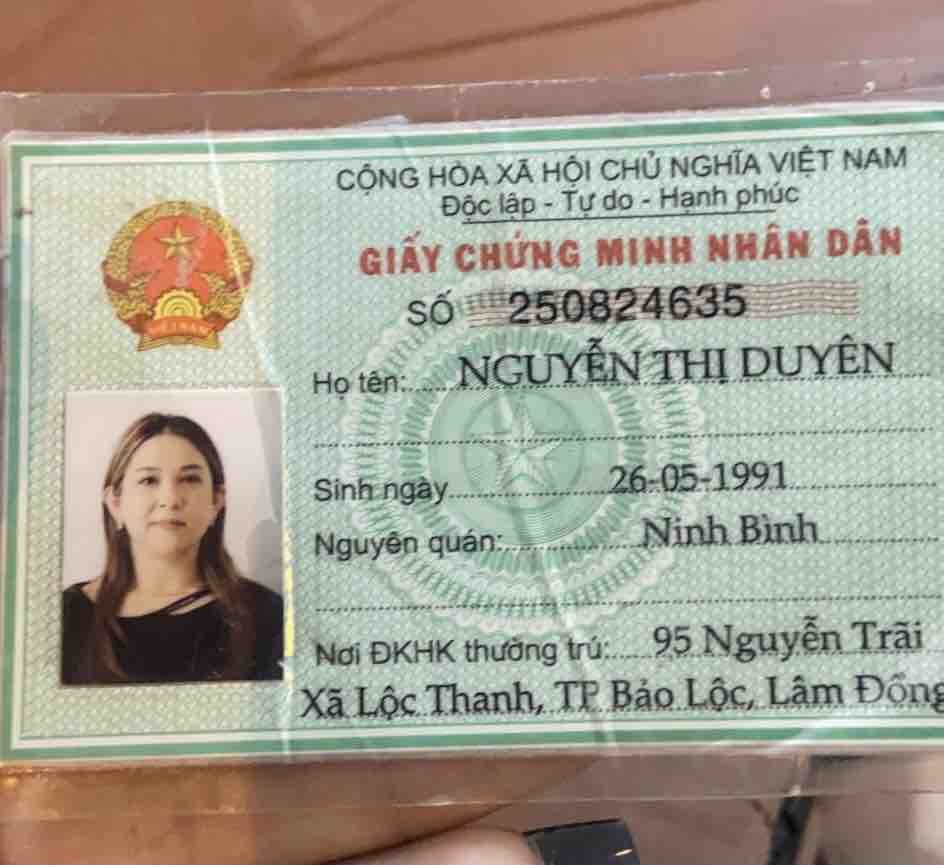 CỘNG HÒA XÃ HỘI CHỦ NGHĨA VIỆT NAM
Độc lập - Tự do - Hạnh phúc
GIẤY CHỨNG MINH NHÂN DÂN
SỐ 250824635
VIỆT NAM
Họ tên: NGUYỄN THỊ DUYÊN
Sinh ngày 26-05-1991
Nguyên quán: Ninh Bình
Nơi ĐKHK thường trú: 95 Nguyễn Trãi
Xã Lộc Thanh, TP Bảo Lộc, Lâm Đồng